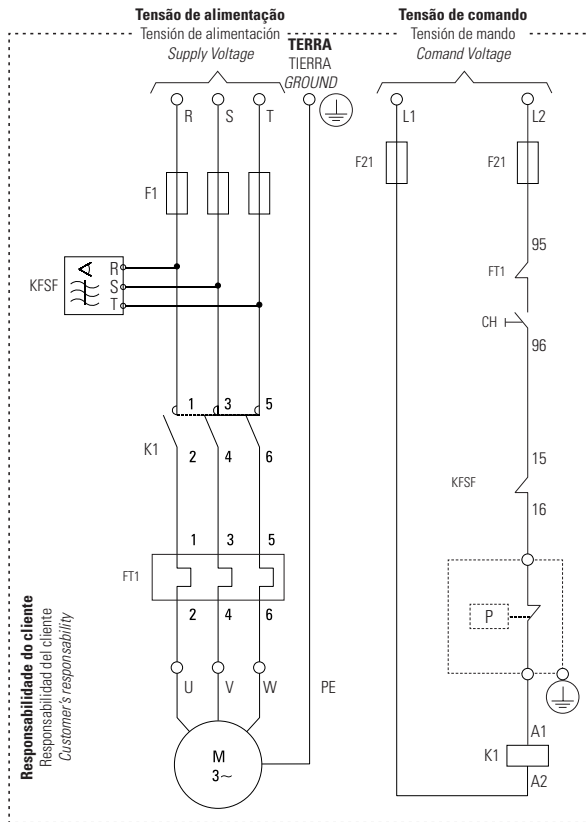 Tensão de alimentação
Tensión de alimentación
Supply Voltage
TERRA
TIERRA
GROUND
Tensão de comando
Tensión de mando
Comand Voltage
R
S
T
L1
L2
F1
F21
F21
KFSF
R
S
T
95
FT1
CH
96
1
3
5
K1
2
4
6
15
KFSF
16
1
3
5
FT1
2
4
6
P
U
V
W
PE
M
3~
A1
K1
A2
Responsabilidade do cliente
Responsabilidad del cliente
Customer's responsability